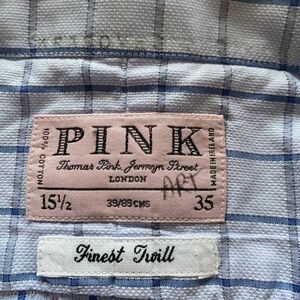 100% COTTON
PINK
Thomas Pink, Jermyn Street
LONDON
MADE IN IRELAND
ART
15½ 39/89 CMS 35
Finest Twill